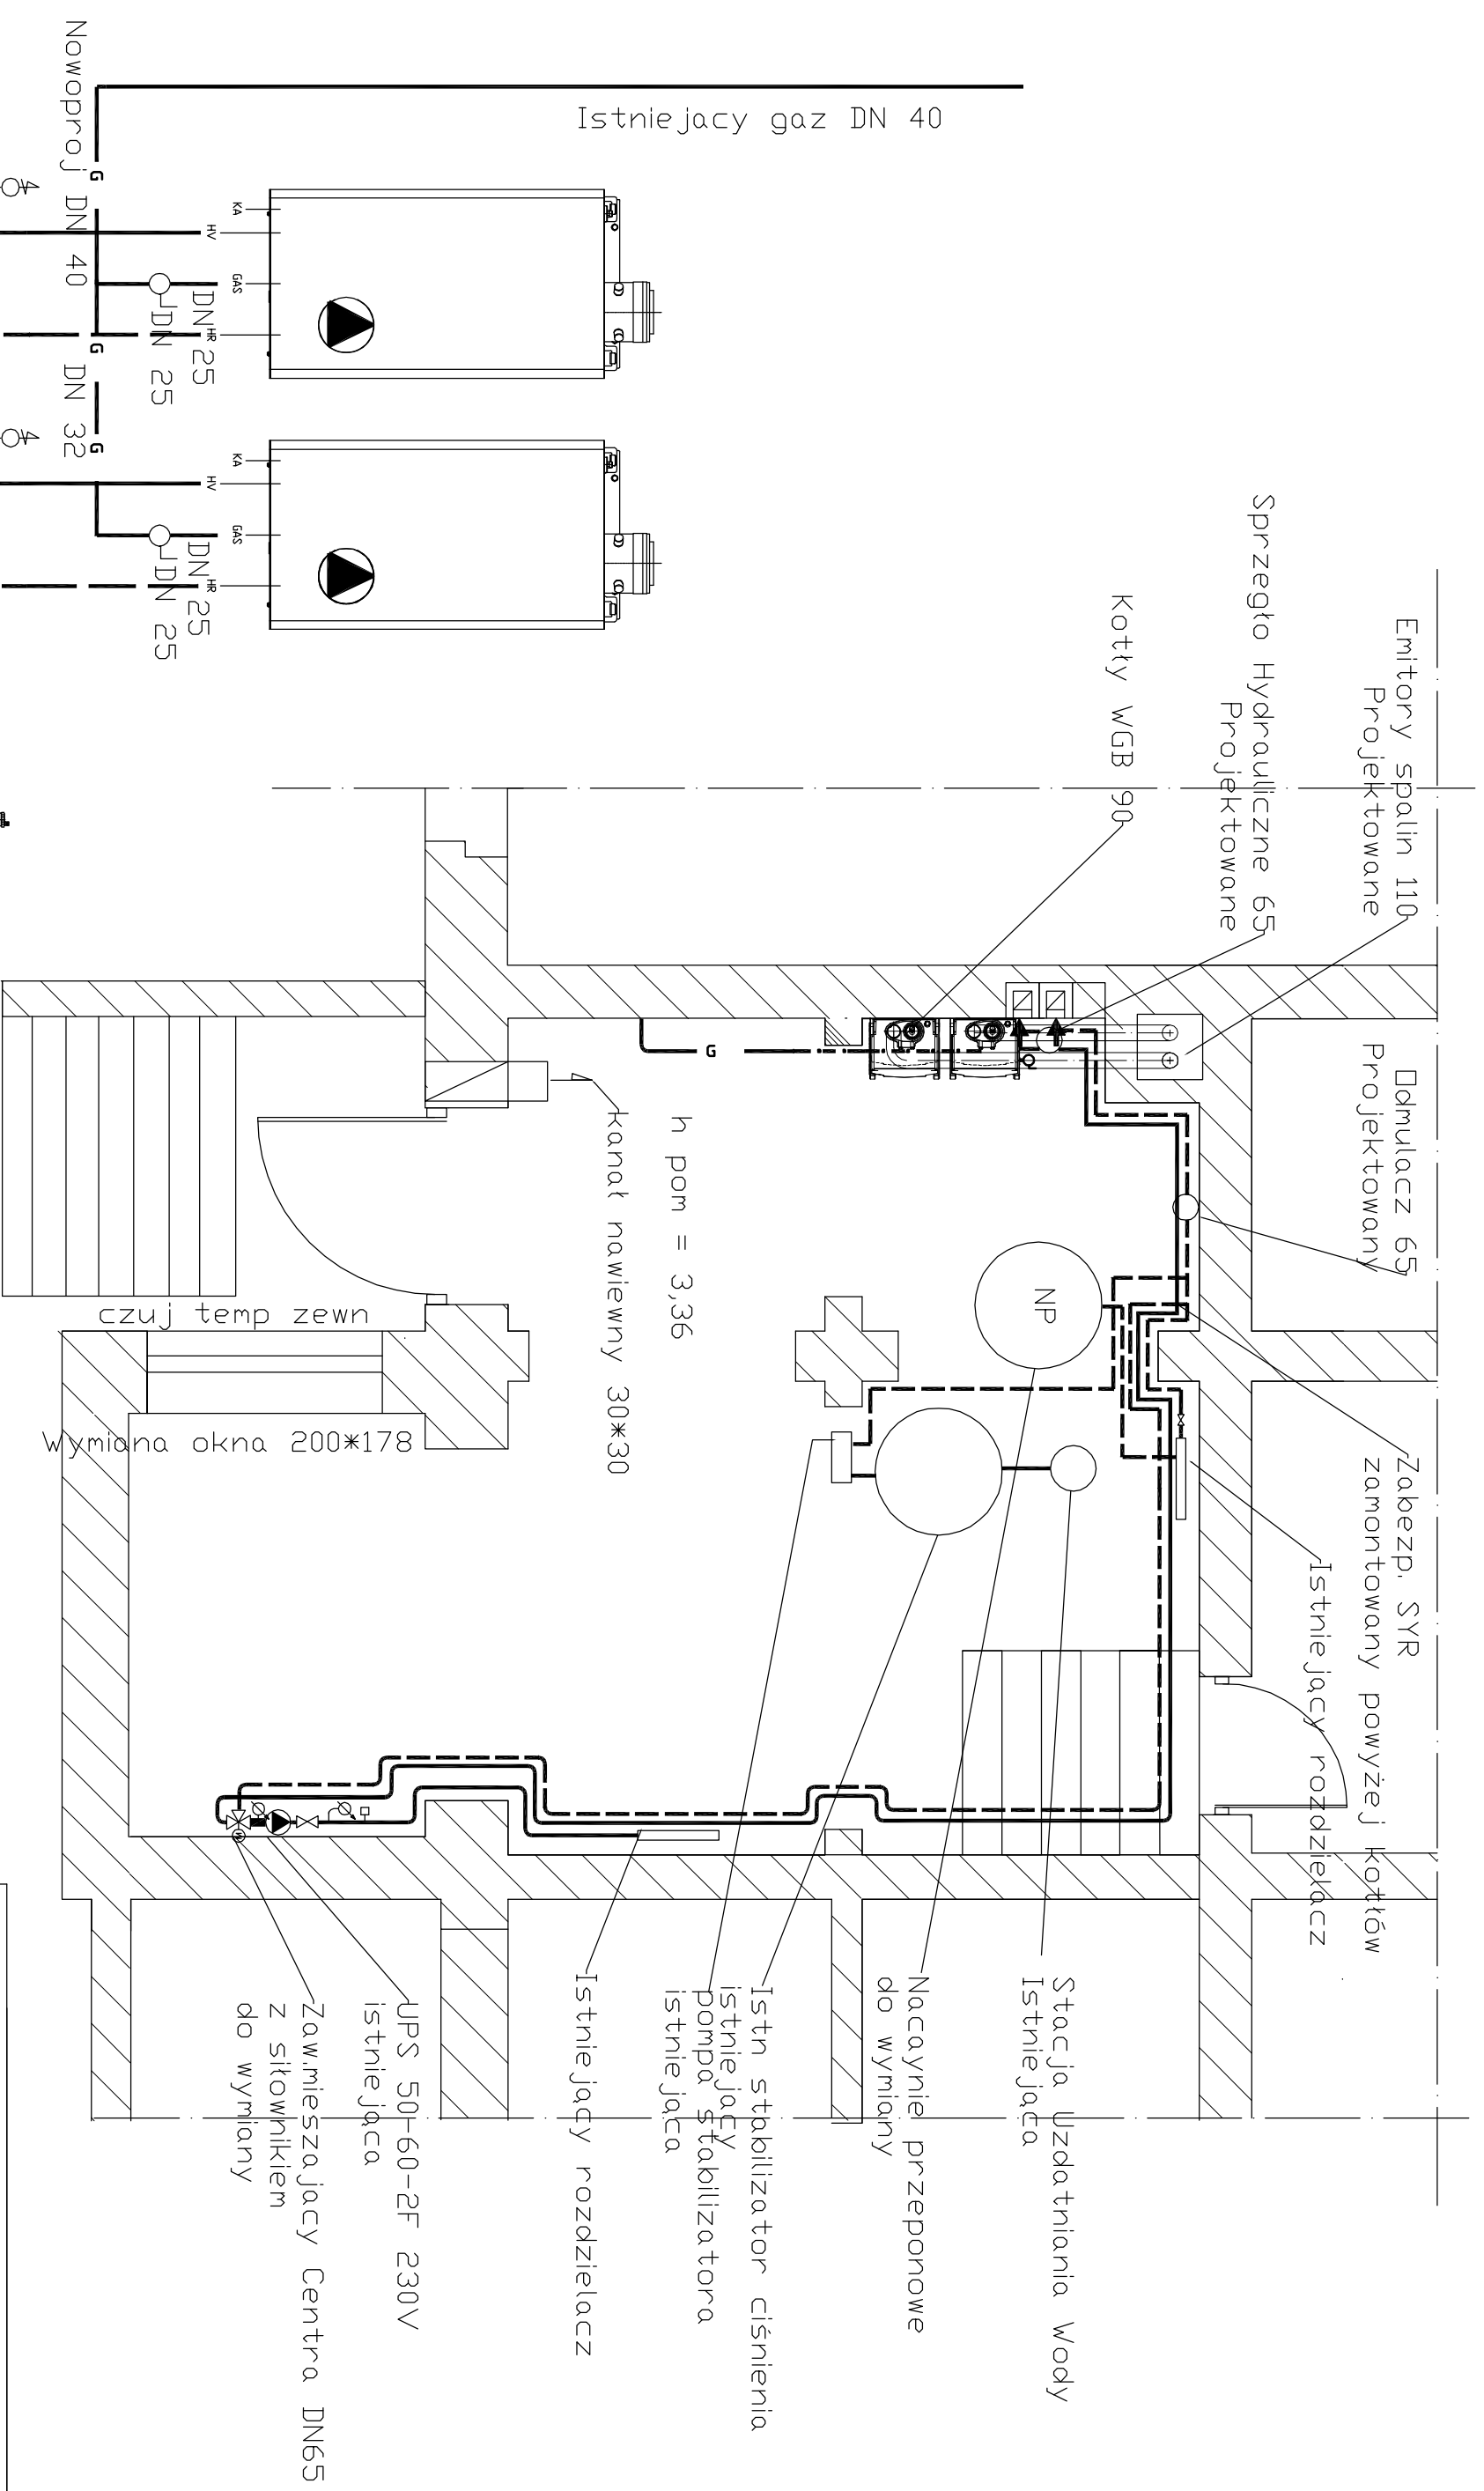 Istniejacy gaz DN 40
Nowoproj DN 40
G
KA
HV
GAS
HR
DN 25
DN 25
G
DN 32
G
KA
HV
GAS
HR
DN 25
DN 25
Emitory spalin 110
Projektowane
Sprzegło Hydrauliczne 65
Projektowane
Kotły WGB 90
Odmulacz 65
Projektowany
G
h pom = 3,36
kanał nawiewny 30*30
NP
czuj temp zewn
Wymiana okna 200*178
Zabezp. SYR
zamontowany powyżej kotłów
Istniejący rozdzielacz
Stacja Uzdatniania Wody
Istniejąca
Nacaynie przeponowe
do wymiany
Istn stabilizator ciśnienia
istniejący
pompa stabilizatora
istniejąca
Istniejący rozdzielacz
UPS 50-60-2F 230V
istniejąca
Zaw.mieszajacy Centra DN65
z siłownikiem
do wymiany
M